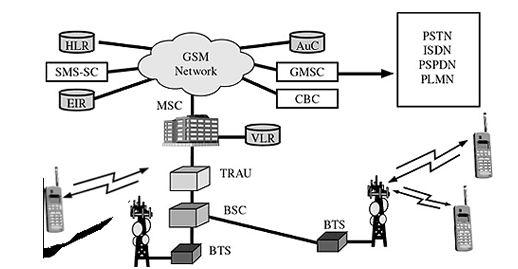 HLR
SMS-SC
EIR
GSM
Network
AuC
GMSC
CBC
PSTN
ISDN
PSPDN
PLMN
MSC
VLR
TRAU
BSC
BTS
BTS